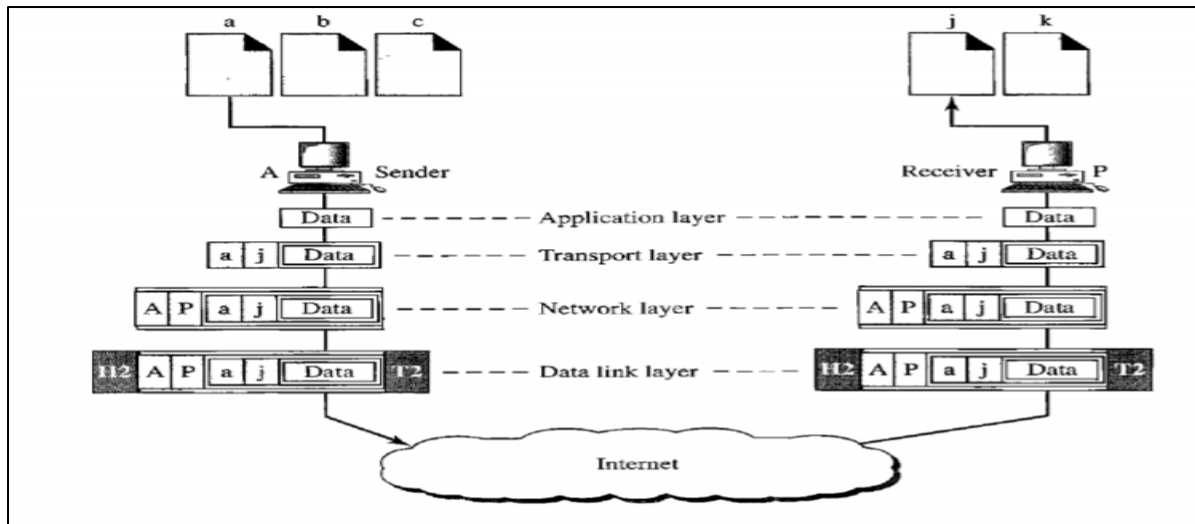 a b c j k
A Sender Receiver P
Data Application layer Data
a j Data Transport layer a j Data
A P a j Data Network layer A P a j Data
H2 A P a j Data T2 Data link layer H2 A P a j Data T2
Internet